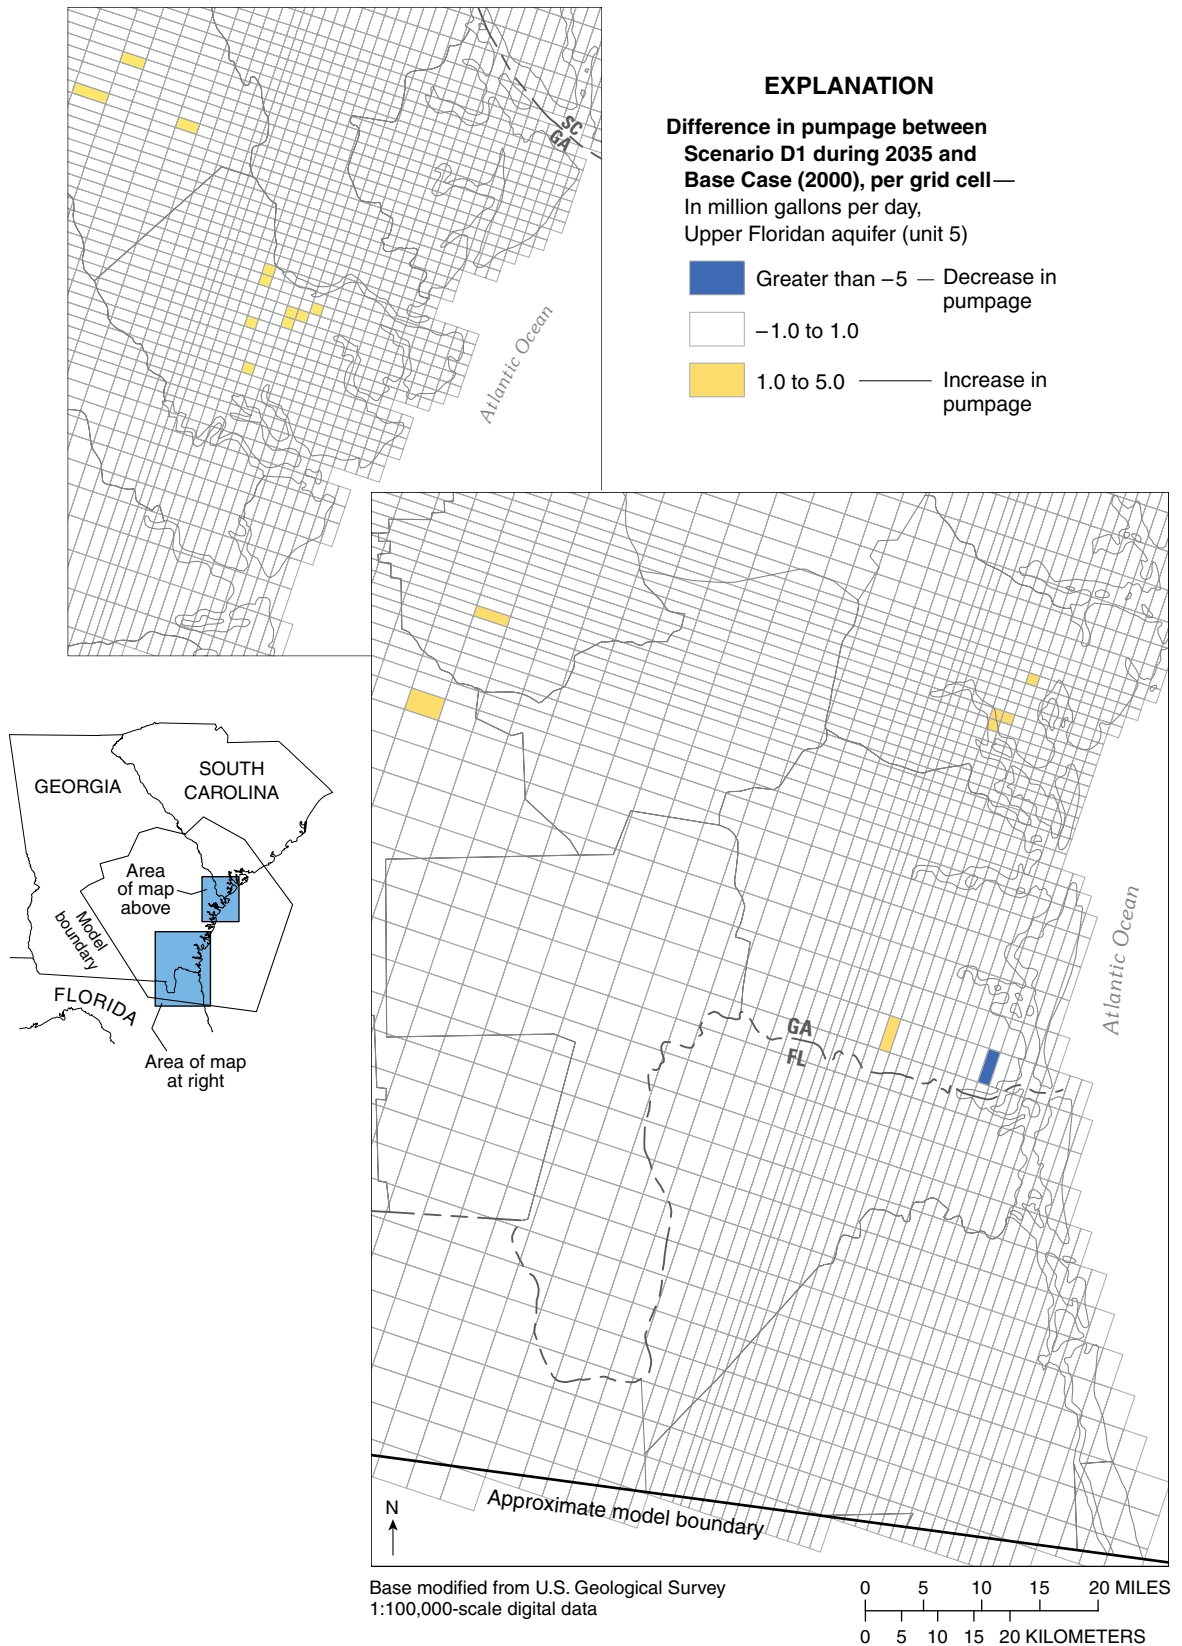 EXPLANATION
Difference in pumpage between
Scenario D1 during 2035 and
Base Case (2000), per grid cell—
In million gallons per day,
Upper Floridan aquifer (unit 5)
Greater than –5 — Decrease in
pumpage
–1.0 to 1.0
1.0 to 5.0 — Increase in
pumpage
SC
GA
Atlantic Ocean
GEORGIA
SOUTH
CAROLINA
Area
of map
above
Model
boundary
FLORIDA
Area of map
at right
GA
FL
Atlantic Ocean
Approximate model boundary
N
Base modified from U.S. Geological Survey
1:100,000-scale digital data
0 5 10 15 20 MILES
0 5 10 15 20 KILOMETERS